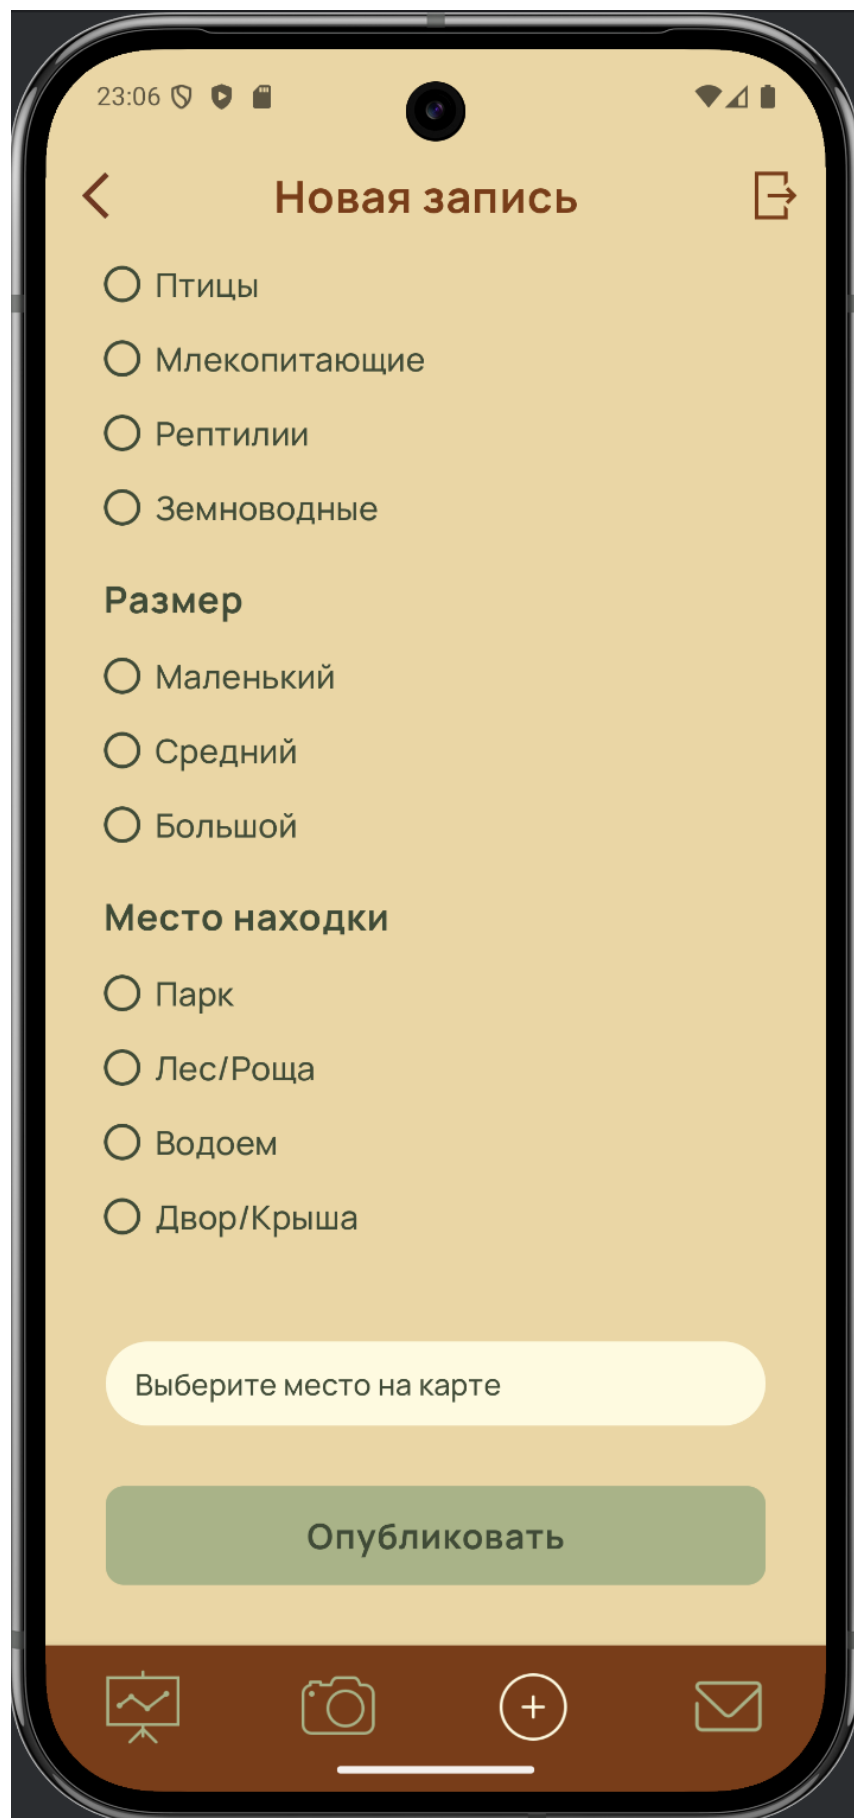 23:06
Новая запись
Птицы
Млекопитающие
Рептилии
Земноводные
Размер
Маленький
Средний
Большой
Место находки
Парк
Лес/Роща
Водоем
Двор/Крыша
Выберите место на карте
Опубликовать